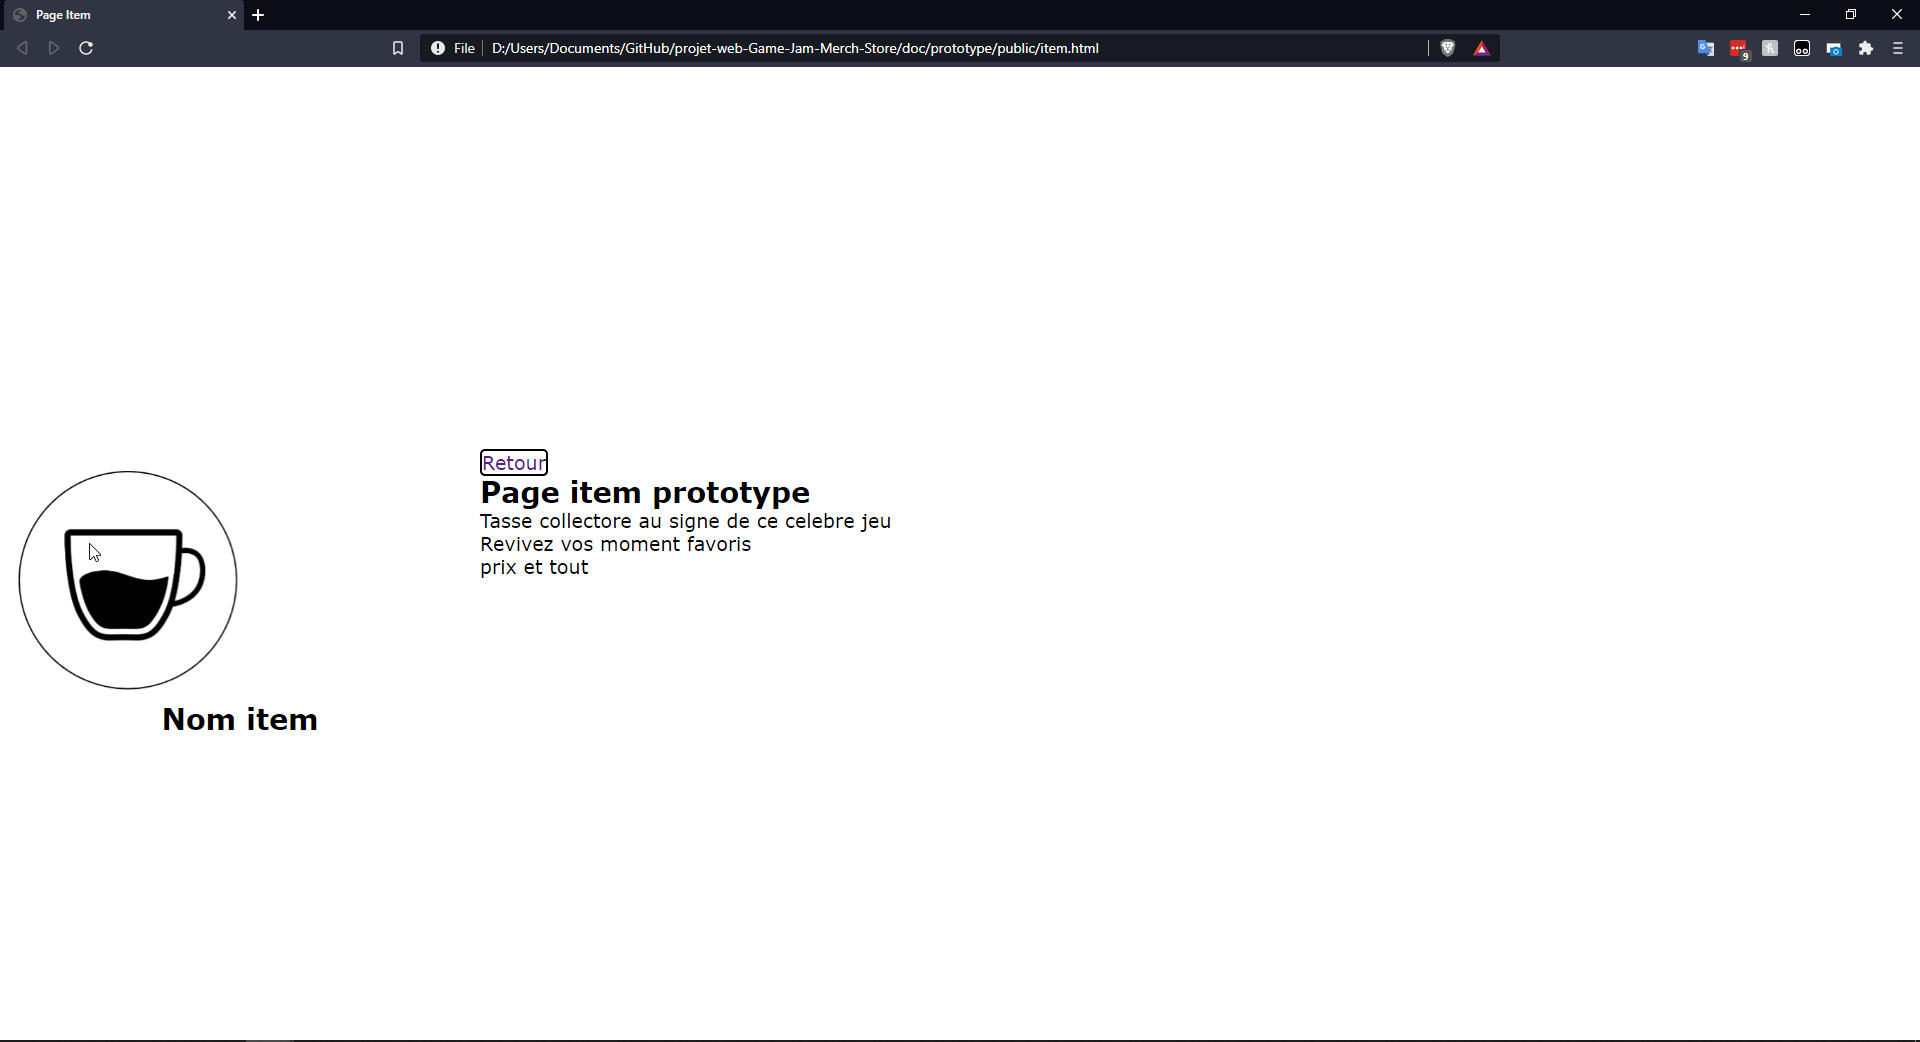 Page Item
File
D:/Users/Documents/GitHub/projet-web-Game-Jam-Merch-Store/doc/prototype/public/item.html
9
Retour
Page item prototype
Tasse collectore au signe de ce celebre jeu
Revivez vos moment favoris
prix et tout
Nom item